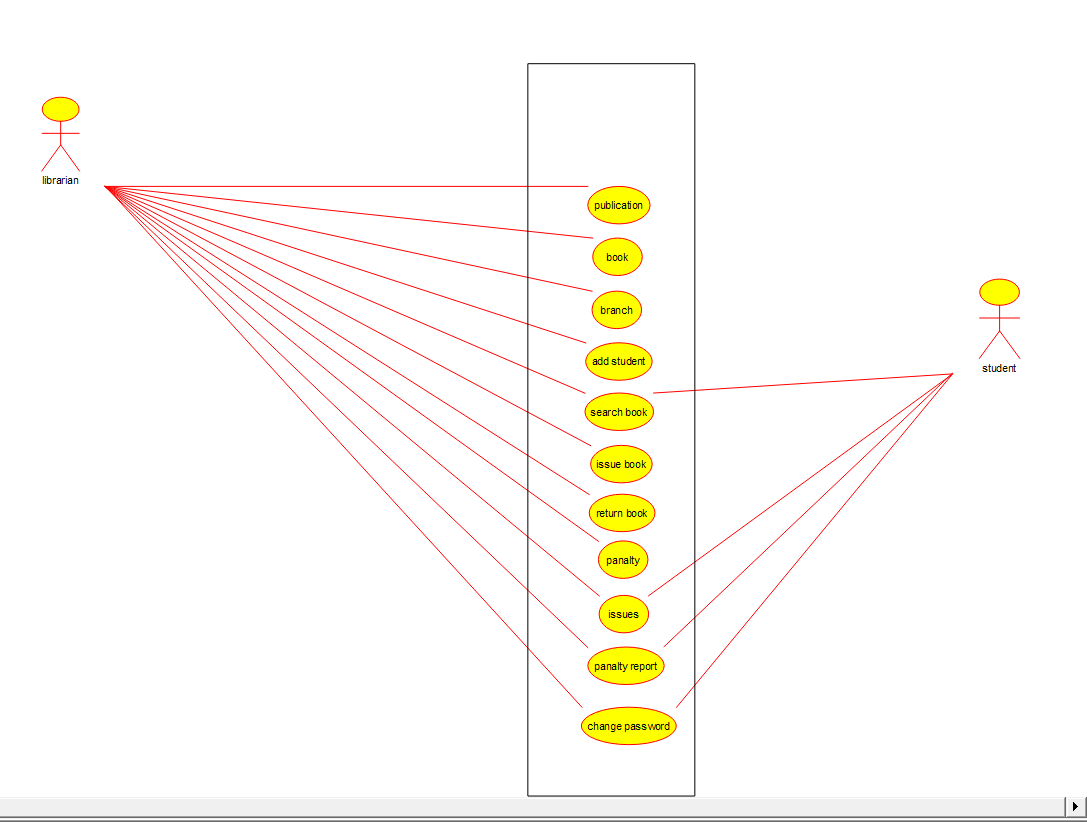 librarian
publication
book
branch
add student
search book
student
issue book
return book
panalty
issues
panalty report
change password